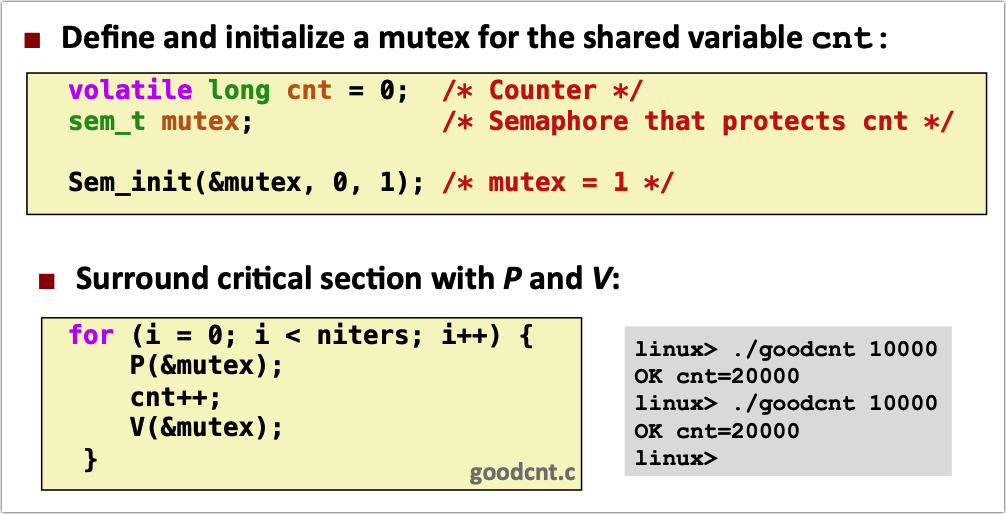 ■ Define and initialize a mutex for the shared variable cnt:
volatile long cnt = 0;  /* Counter */
sem_t mutex;            /* Semaphore that protects cnt */
Sem_init(&mutex, 0, 1); /* mutex = 1 */
■ Surround critical section with P and V:
for (i = 0; i < niters; i++) {
    P(&mutex);
    cnt++;
    V(&mutex);
 }
goodcnt.c
linux> ./goodcnt 10000
OK cnt=20000
linux> ./goodcnt 10000
OK cnt=20000
linux>